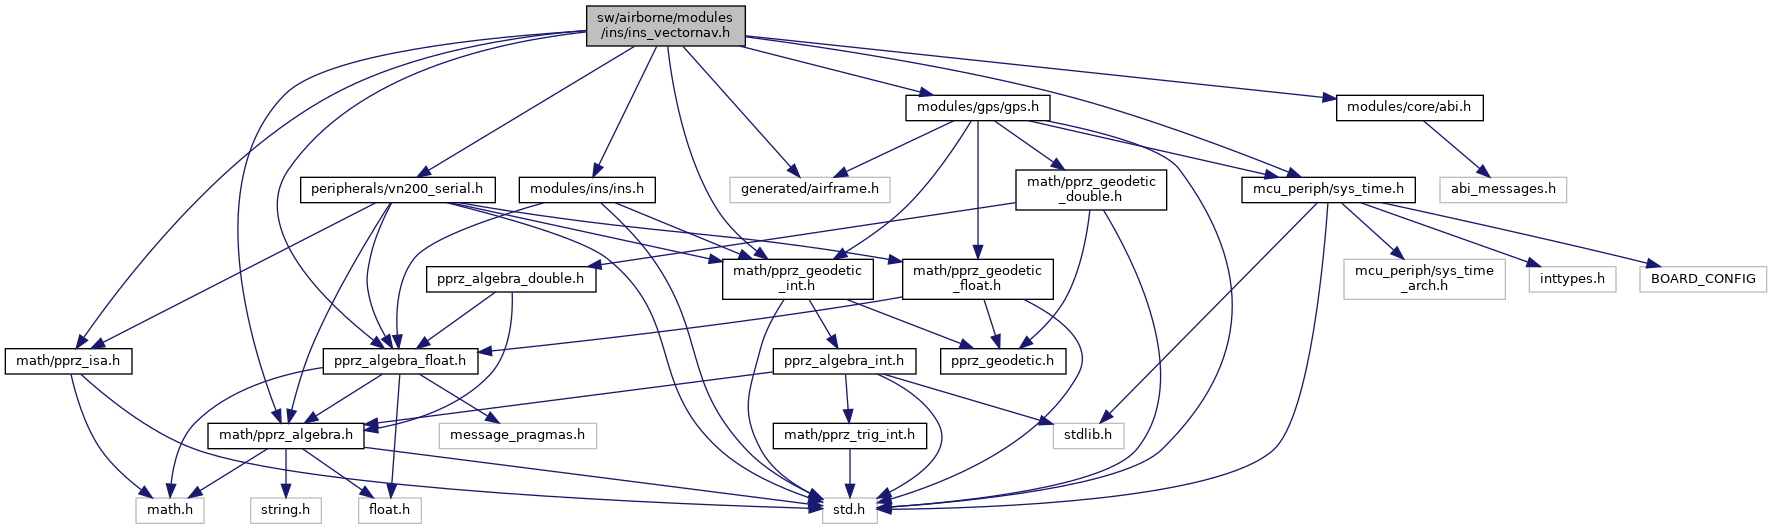 sw/airborne/modules
/ins/ins_vectornav.h
modules/gps/gps.h
modules/core/abi.h
peripherals/vn200_serial.h
modules/ins/ins.h
generated/airframe.h
math/pprz_geodetic
_double.h
mcu_periph/sys_time.h
abi_messages.h
pprz_algebra_double.h
math/pprz_geodetic
_int.h
math/pprz_geodetic
_float.h
mcu_periph/sys_time
_arch.h
inttypes.h
BOARD_CONFIG
math/pprz_isa.h
pprz_algebra_float.h
pprz_algebra_int.h
pprz_geodetic.h
math/pprz_algebra.h
message_pragmas.h
math/pprz_trig_int.h
stdlib.h
math.h
string.h
float.h
std.h